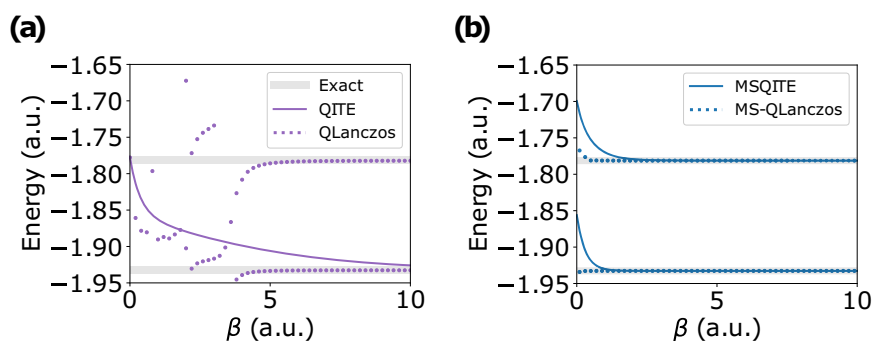 (a)
Energy (a.u.)
−1.65
−1.70
−1.75
−1.80
−1.85
−1.90
−1.95
Exact
QITE
QLanczos
0
5
10
β (a.u.)
(b)
Energy (a.u.)
−1.65
−1.70
−1.75
−1.80
−1.85
−1.90
−1.95
MSQITE
MS-QLanczos
0
5
10
β (a.u.)